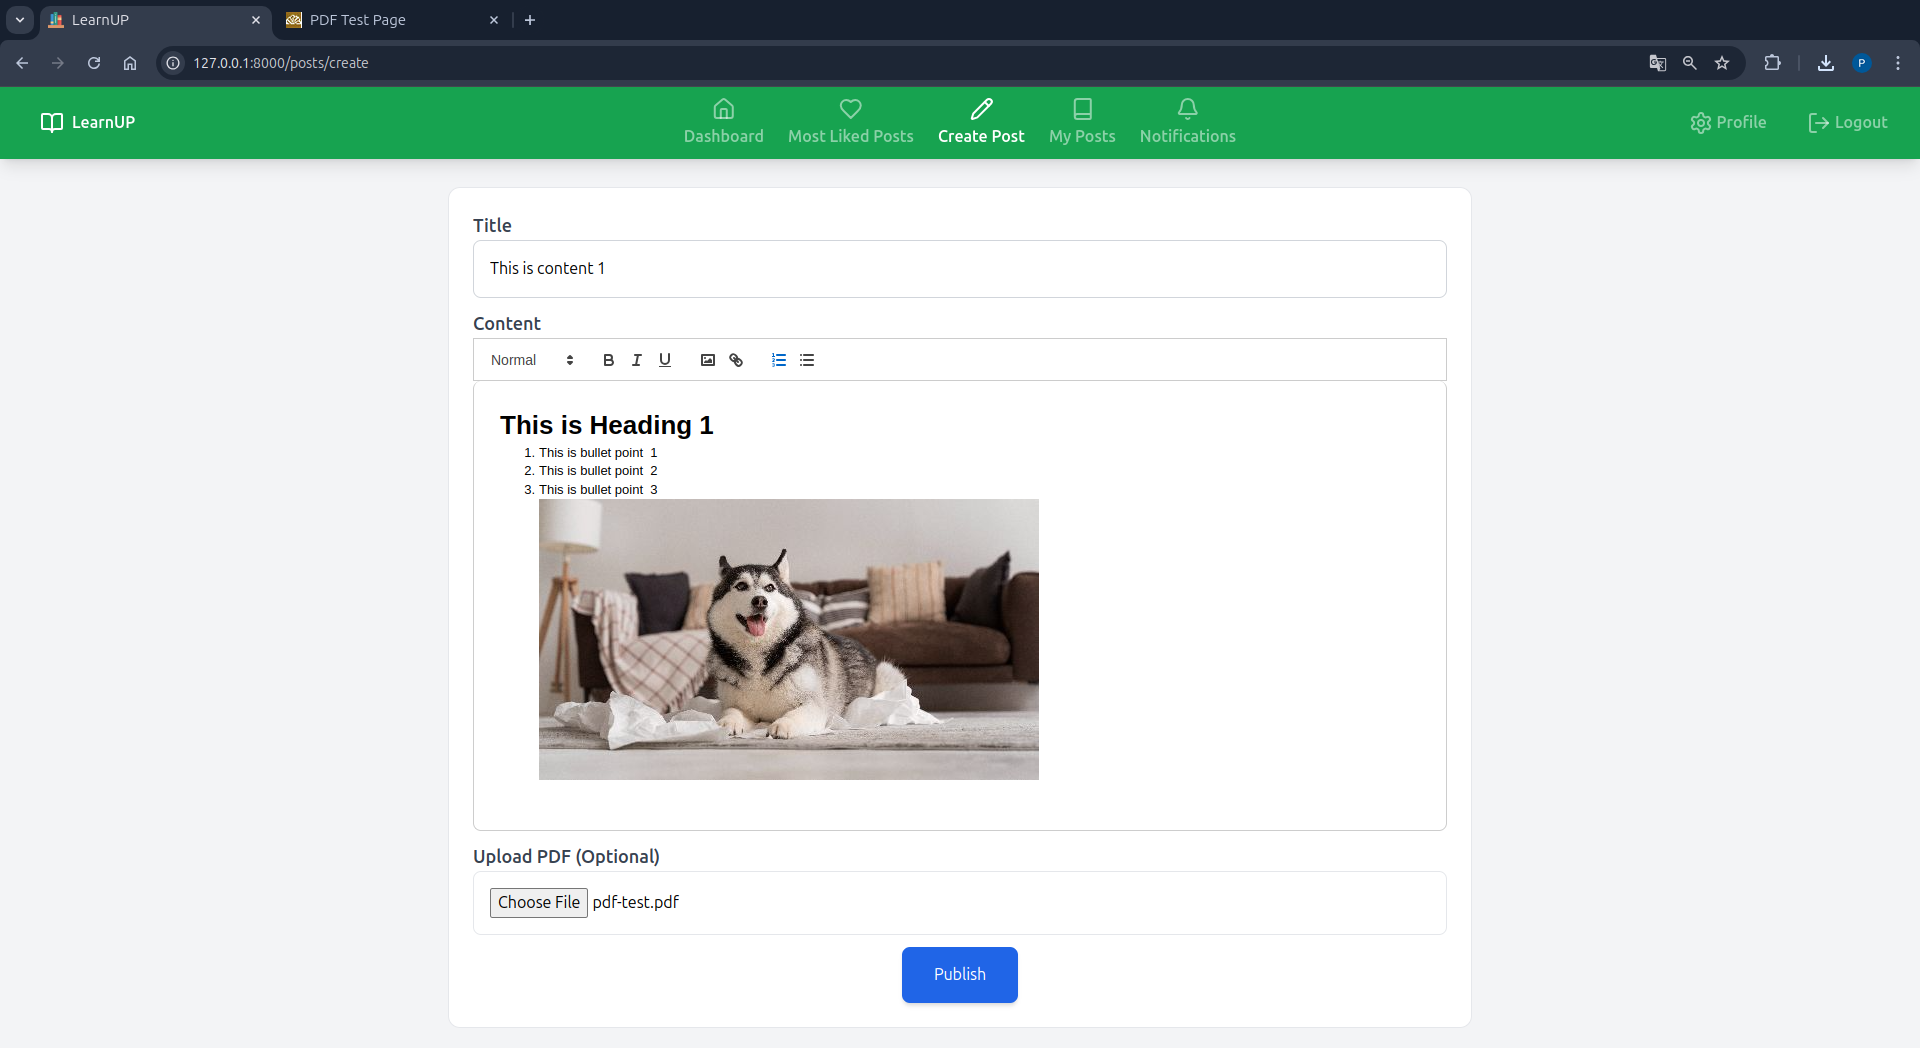 LearnUP
PDF Test Page
127.0.0.1:8000/posts/create
P
LearnUP
Dashboard
Most Liked Posts
Create Post
My Posts
Notifications
Profile
Logout
Title
This is content 1
Content
Normal
This is Heading 1
1. This is bullet point  1
2. This is bullet point  2
3. This is bullet point  3
Upload PDF (Optional)
Choose File pdf-test.pdf
Publish